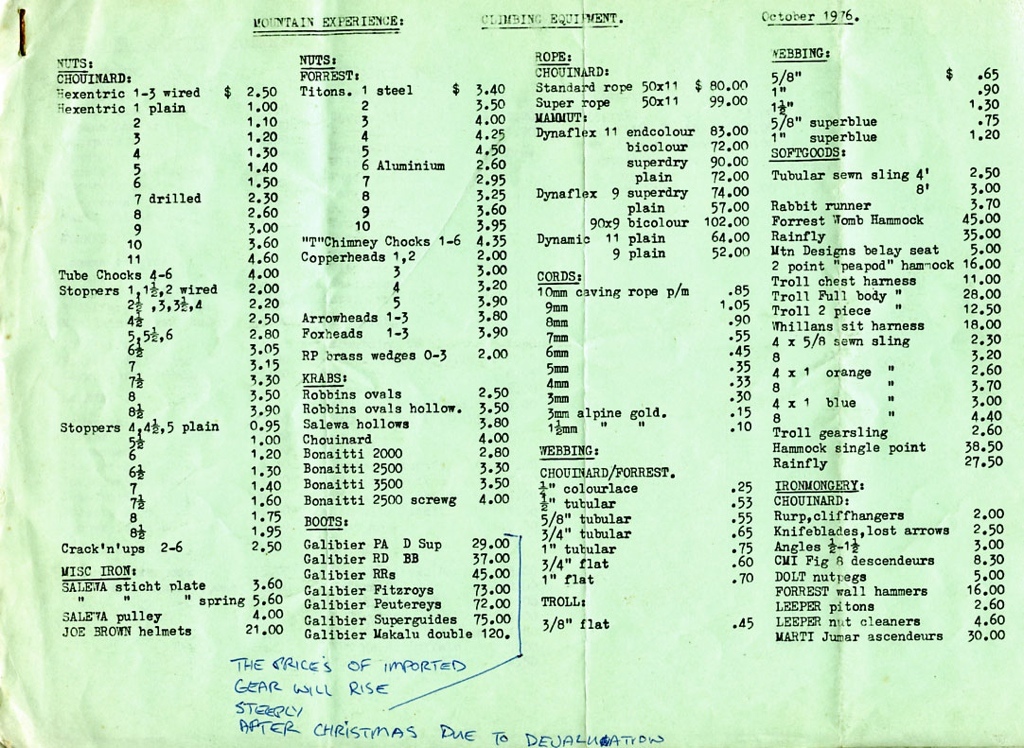 MOUNTAIN EXPERIENCE: CLIMBING EQUIPMENT. October 1976.
NUTS:
CHOUINARD:
Hexentric 1-3 wired $ 2.50
Hexentric 1 plain 1.00
2 1.10
3 1.20
4 1.30
5 1.40
6 1.50
7 drilled 2.30
8 2.60
9 3.00
10 3.60
11 4.60
Tube Chocks 4-6 4.00
Stoppers 1,1½,2 wired 2.00
2½ ,3,3½,4 2.20
4½ 2.50
5,5½,6 2.80
6½ 3.05
7 3.15
7½ 3.30
8 3.50
8½ 3.90
Stoppers 4,4½,5 plain 0.95
5½ 1.00
6 1.20
6½ 1.30
7 1.40
7½ 1.60
8 1.75
8½ 1.95
Crack'n'ups 2-6 2.50
MISC IRON:
SALEWA sticht plate 3.60
" " " spring 5.60
SALEWA pulley 4.00
JOE BROWN helmets 21.00
NUTS:
FORREST:
Titons. 1 steel $ 3.40
2 3.50
3 4.00
4 4.25
5 4.50
6 Aluminium 2.60
7 2.95
8 3.25
9 3.60
10 3.95
"T"Chimney Chocks 1-6 4.35
Copperheads 1,2 2.00
3 3.00
4 3.20
5 3.90
Arrowheads 1-3 3.80
Foxheads 1-3 3.90
RP brass wedges 0-3 2.00
KRABS:
Robbins ovals 2.50
Robbins ovals hollow. 3.50
Salewa hollows 3.80
Chouinard 4.00
Bonaitti 2000 2.80
Bonaitti 2500 3.30
Bonaitti 3500 3.50
Bonaitti 2500 screwg 4.00
BOOTS:
Galibier PA D Sup 29.00
Galibier RD BB 37.00
Galibier RRs 45.00
Galibier Fitzroys 73.00
Galibier Peutereys 72.00
Galibier Superguides 75.00
Galibier Makalu double 120.
ROPE:
CHOUINARD:
Standard rope 50x11 $ 80.00
Super rope 50x11 99.00
MAMMUT:
Dynaflex 11 endcolour 83.00
bicolour 72.00
superdry 90.00
plain 72.00
Dynaflex 9 superdry 74.00
plain 57.00
90x9 bicolour 102.00
Dynamic 11 plain 64.00
9 plain 52.00
CORDS:
10mm caving rope p/m .85
9mm 1.05
8mm .90
7mm .55
6mm .45
5mm .35
4mm .33
3mm .30
3mm alpine gold. .15
1½mm " " .10
WEBBING:
CHOUINARD/FORREST.
½" colourlace .25
½" tubular .53
5/8" tubular .55
3/4" tubular .65
1" tubular .75
3/4" flat .60
1" flat .70
TROLL:
3/8" flat .45
WEBBING:
5/8" $ .65
1" .90
1½" 1.30
5/8" superblue .75
1" superblue 1.20
SOFTGOODS:
Tubular sewn sling 4' 2.50
8' 3.00
Rabbit runner 3.70
Forrest Womb Hammock 45.00
Rainfly 35.00
Mtn Designs belay seat 5.00
2 point "peapod" hammock 16.00
Troll chest harness 11.00
Troll Full body " 28.00
Troll 2 piece " 12.50
Whillans sit harness 18.00
4 x 5/8 sewn sling 2.30
8 3.20
4 x 1 orange " 2.60
8 " 3.70
4 x 1 blue " 3.00
8 " 4.40
Troll gearsling 2.60
Hammock single point 38.50
Rainfly 27.50
IRONMONGERY:
CHOUINARD:
Rurp,cliffhangers 2.00
Knifeblades,lost arrows 2.50
Angles ½-1½ 3.00
CMI Fig 8 descendeurs 8.30
DOLT nutpegs 5.00
FORREST wall hammers 16.00
LEEPER pitons 2.60
LEEPER nut cleaners 4.60
MARTI Jumar ascendeurs 30.00
THE PRICE'S OF IMPORTED
GEAR WILL RISE
STEEPLY
AFTER CHRISTMAS DUE TO DEVALUATION